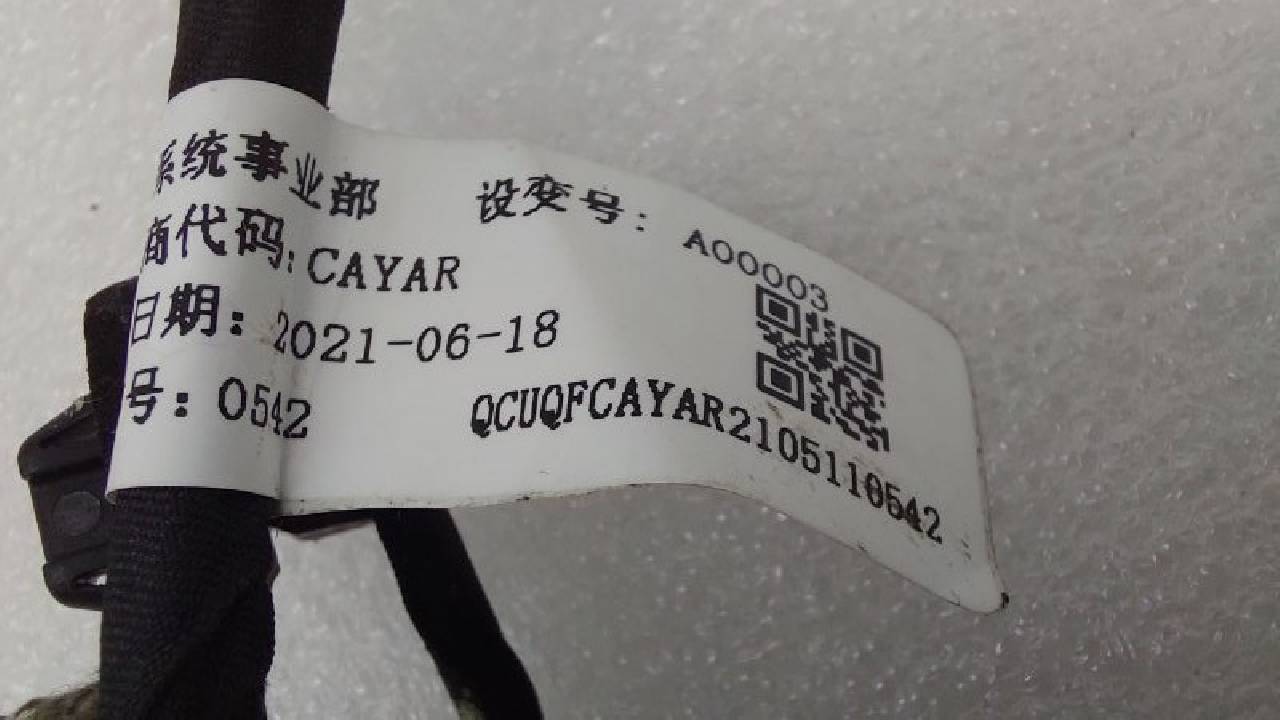 系统事业部 设变号: A00003
商代码: CAYAR
日期: 2021-06-18
号: 0542 QCUQFCAYAR2105110542